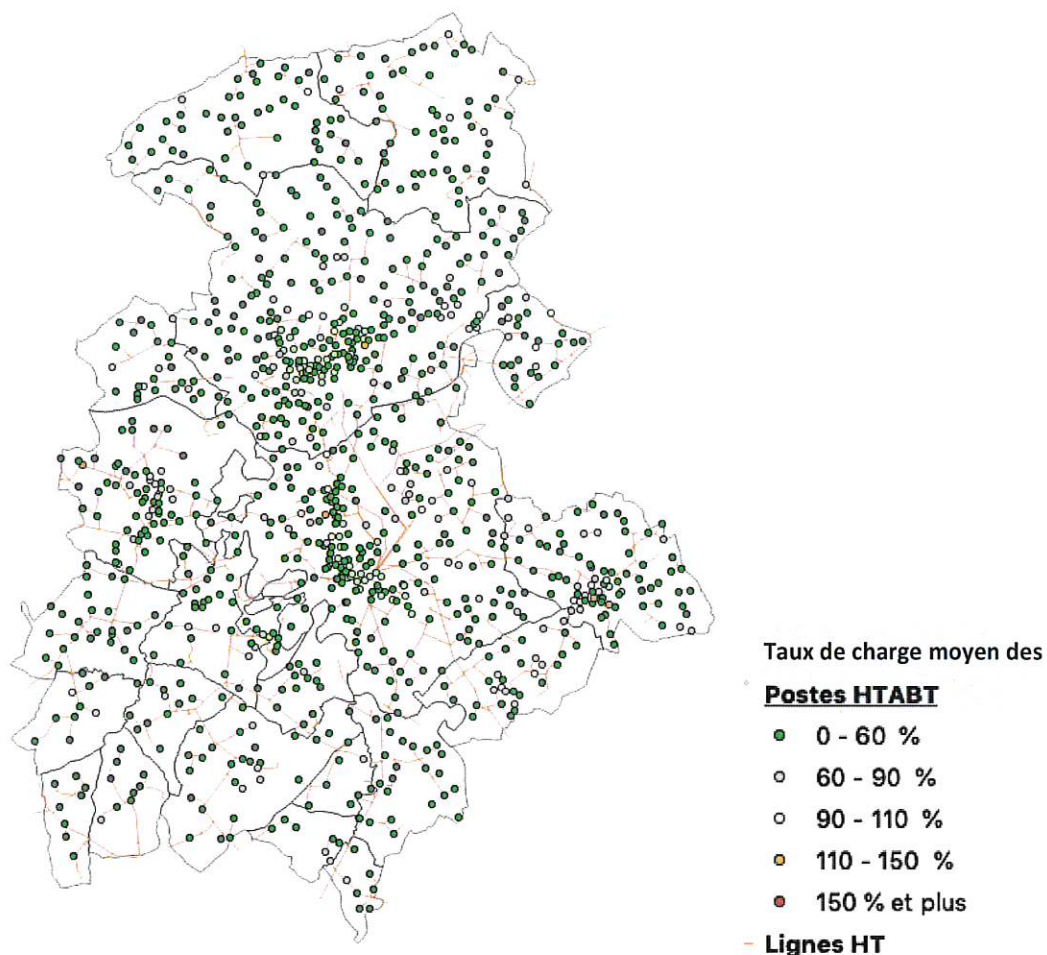 Taux de charge moyen des
Postes HTABT
0 - 60 %
60 - 90 %
90 - 110 %
110 - 150 %
150 % et plus
Lignes HT